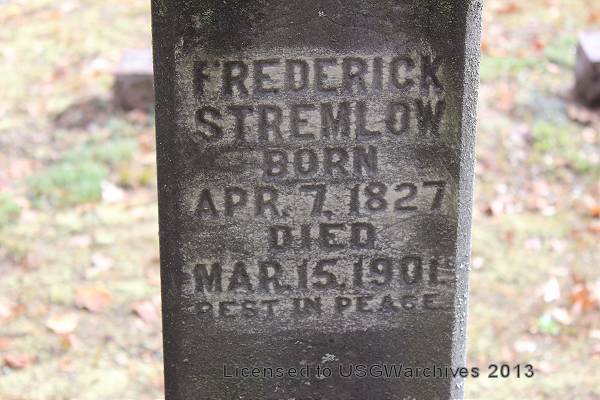 FREDERICK
STREMLOW
BORN
APR. 7, 1827
DIED
MAR. 15, 1901
REST IN PEACE
Licensed to USGWarchives 2013